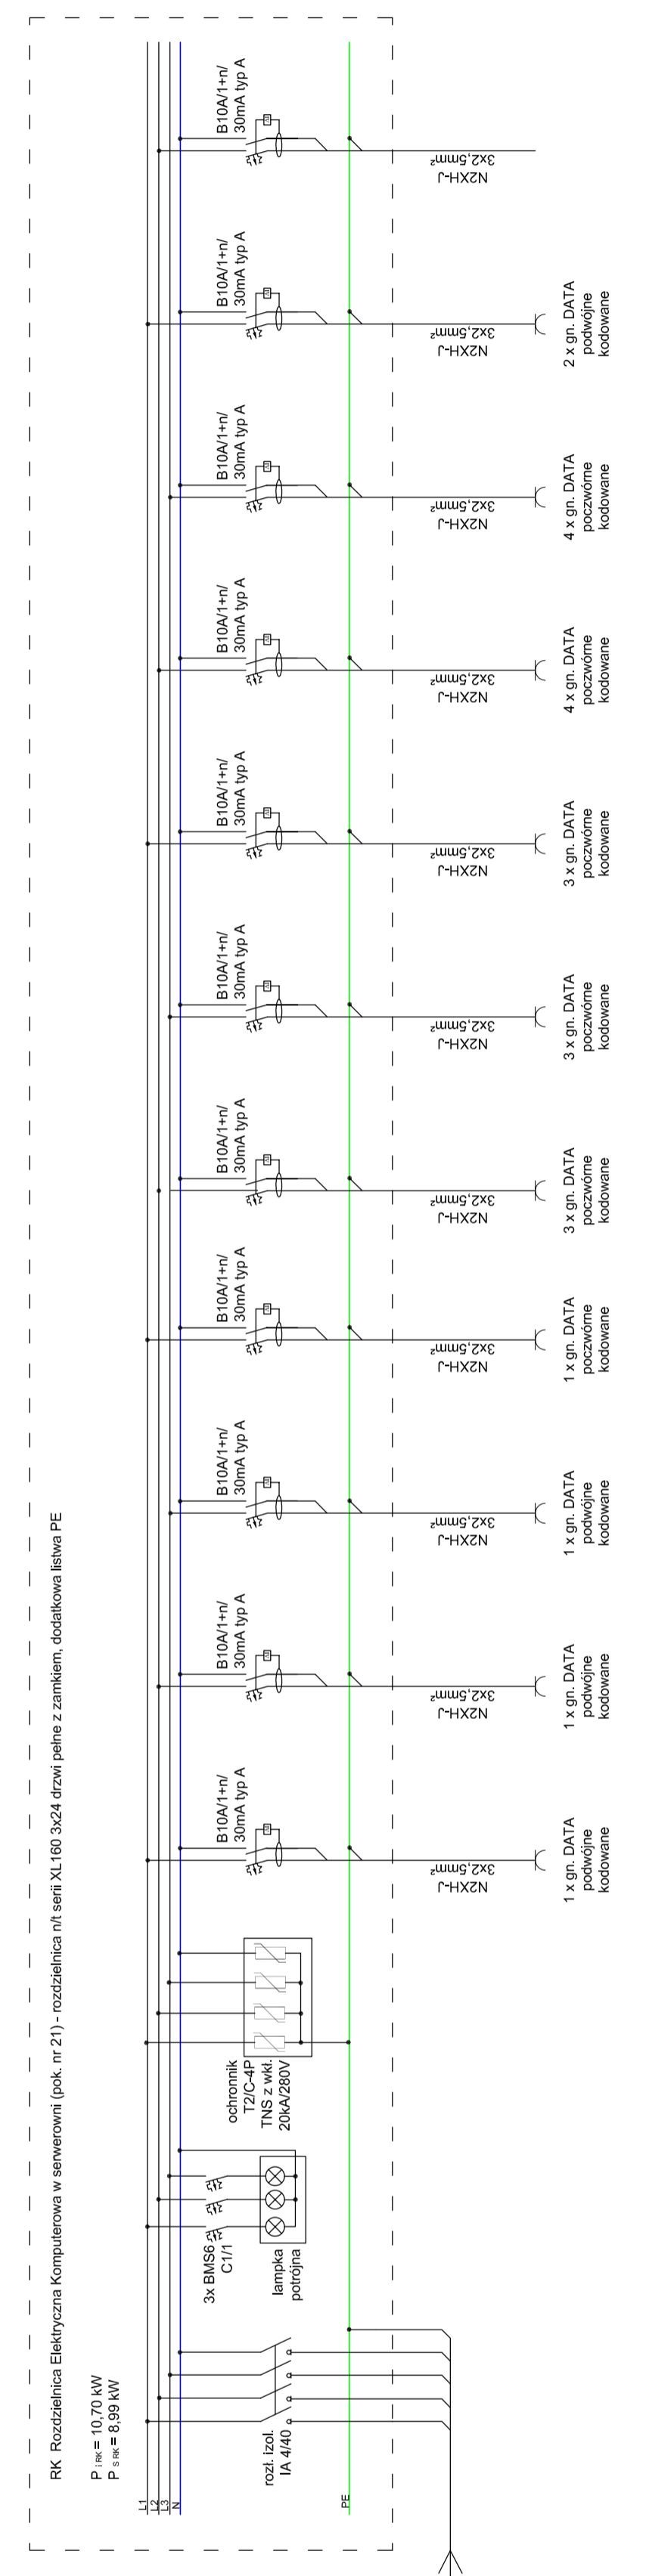 RK Rozdzielnica Elektryczna Komputerowa w serwerowni (pok. nr 21) - rozdzielnica n/t serii XL160 3x24 drzwi pełne z zamkiem, dodatkowa listwa PE
P i RK = 10,70 kW
P S RK = 8,99 kW
L1
L2
L3
N
PE
rozł. izol.
IA 4/40
3x BMS6
C1/1
lampka
potrójna
ochronnik
T2/C-4P
TNS z wkł.
20kA/280V
B10A/1+n/
30mA typ A
N2XH-J
3x2,5mm²
1 x gn. DATA
podwójne
kodowane
B10A/1+n/
30mA typ A
N2XH-J
3x2,5mm²
1 x gn. DATA
podwójne
kodowane
B10A/1+n/
30mA typ A
N2XH-J
3x2,5mm²
1 x gn. DATA
podwójne
kodowane
B10A/1+n/
30mA typ A
N2XH-J
3x2,5mm²
1 x gn. DATA
poczwórne
kodowane
B10A/1+n/
30mA typ A
N2XH-J
3x2,5mm²
3 x gn. DATA
poczwórne
kodowane
B10A/1+n/
30mA typ A
N2XH-J
3x2,5mm²
3 x gn. DATA
poczwórne
kodowane
B10A/1+n/
30mA typ A
N2XH-J
3x2,5mm²
3 x gn. DATA
poczwórne
kodowane
B10A/1+n/
30mA typ A
N2XH-J
3x2,5mm²
4 x gn. DATA
poczwórne
kodowane
B10A/1+n/
30mA typ A
N2XH-J
3x2,5mm²
4 x gn. DATA
poczwórne
kodowane
B10A/1+n/
30mA typ A
N2XH-J
3x2,5mm²
2 x gn. DATA
podwójne
kodowane
B10A/1+n/
30mA typ A
N2XH-J
3x2,5mm²